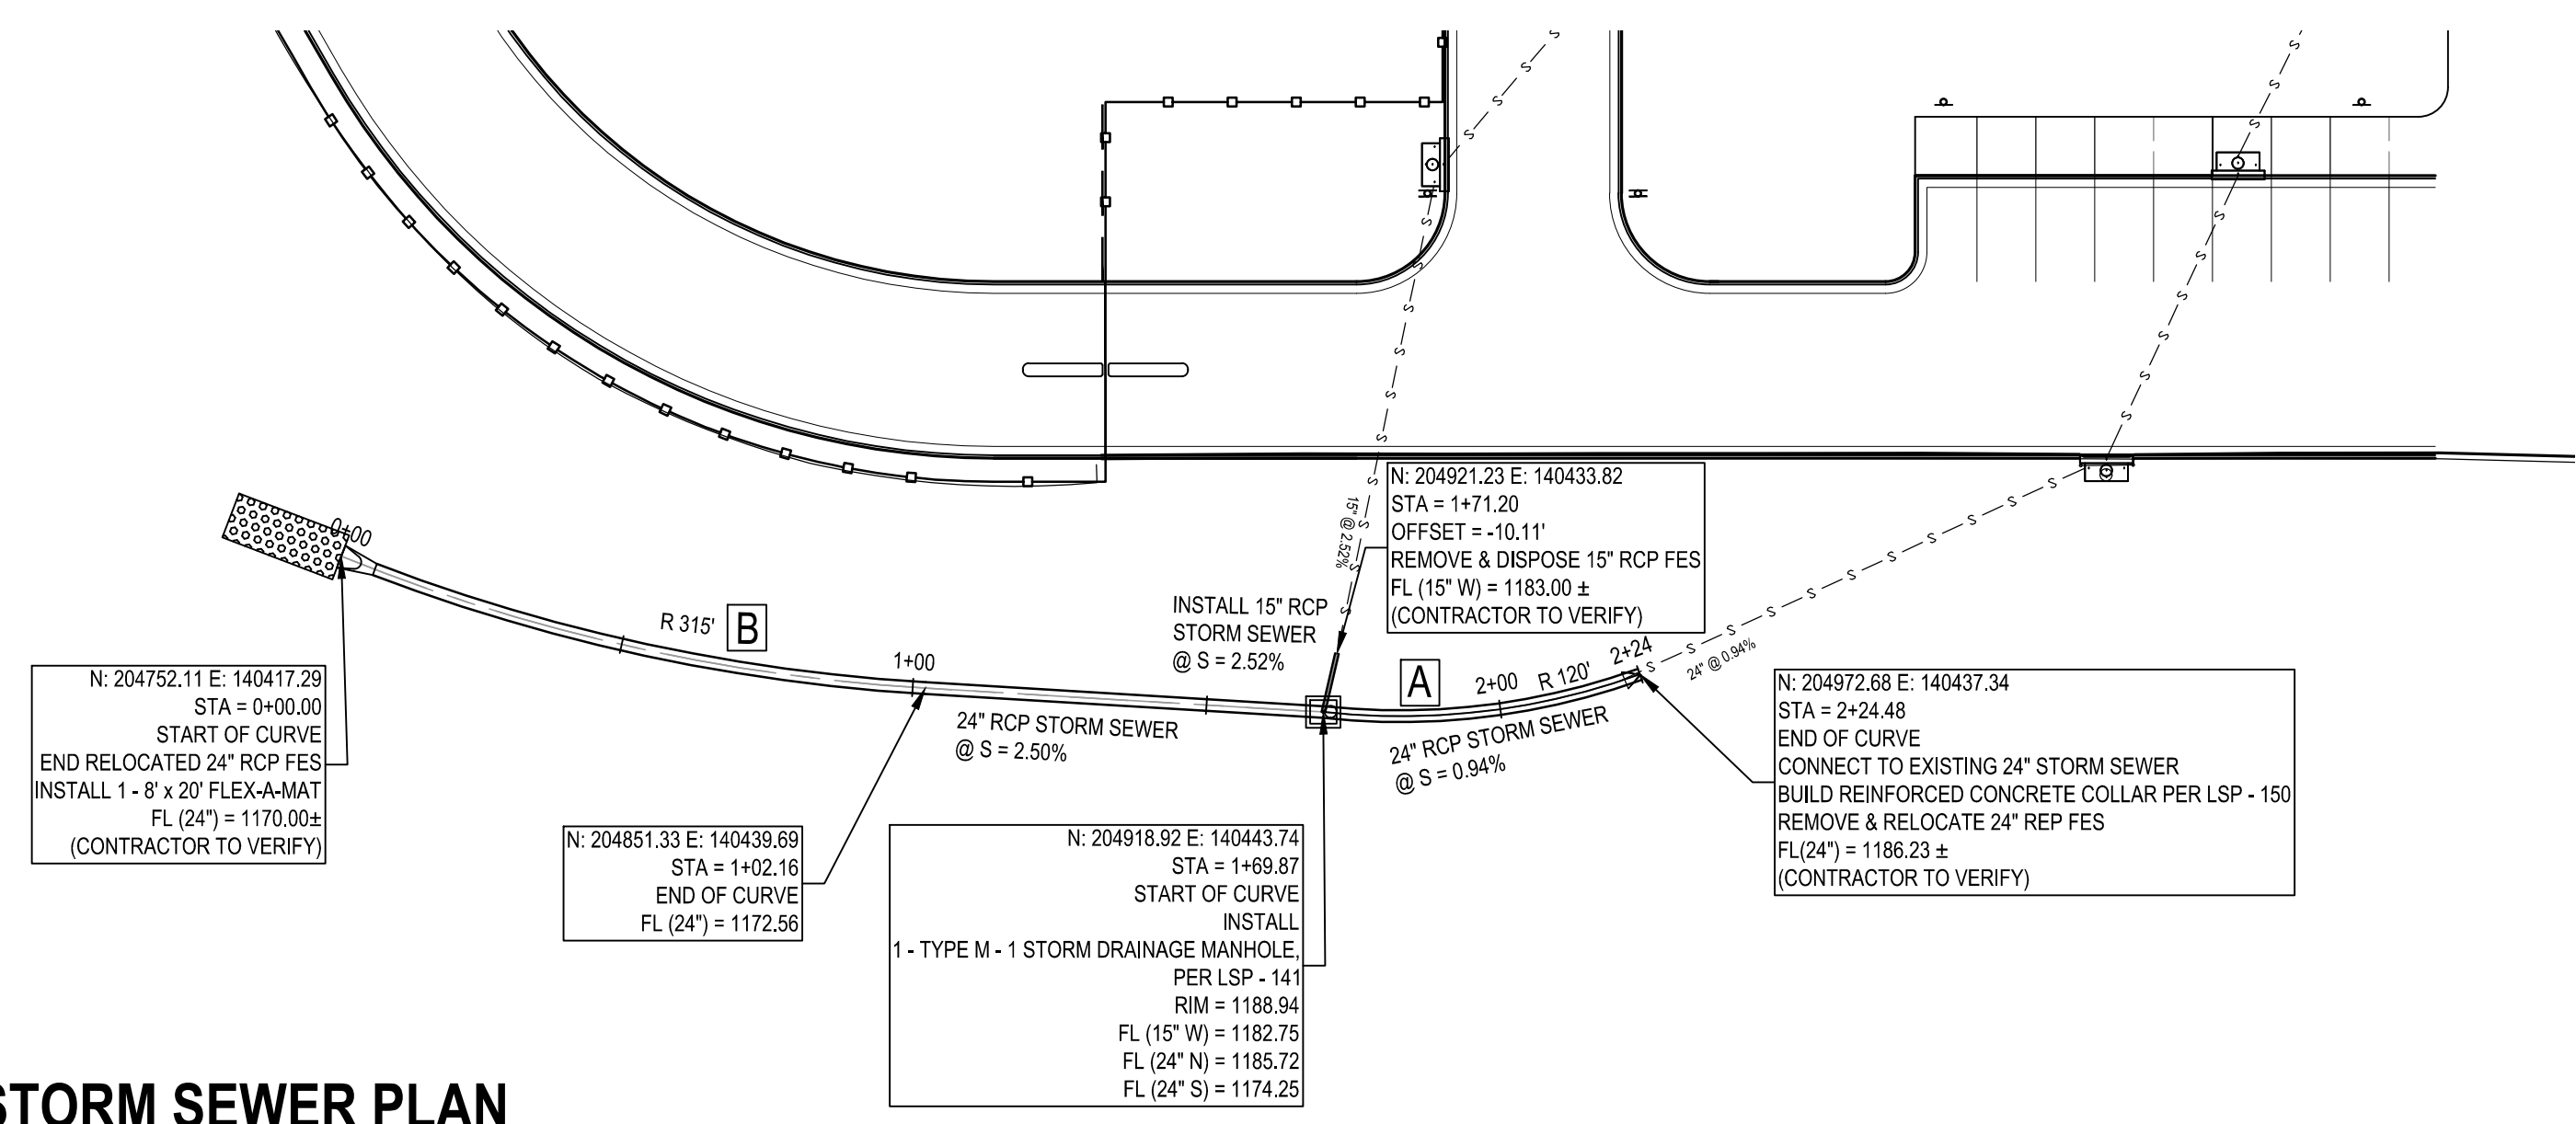 N: 204921.23 E: 140433.82
STA = 1+71.20
OFFSET = -10.11'
REMOVE & DISPOSE 15" RCP FES
FL (15" W) = 1183.00 ±
(CONTRACTOR TO VERIFY)
15" @ 2.52%
0+00
R 315'
B
1+00
INSTALL 15" RCP
STORM SEWER
@ S = 2.52%
A
2+00
R 120'
2+24
24" @ 0.94%
24" RCP STORM SEWER
@ S = 2.50%
24" RCP STORM SEWER
@ S = 0.94%
N: 204752.11 E: 140417.29
STA = 0+00.00
START OF CURVE
END RELOCATED 24" RCP FES
INSTALL 1 - 8' x 20' FLEX-A-MAT
FL (24") = 1170.00±
(CONTRACTOR TO VERIFY)
N: 204851.33 E: 140439.69
STA = 1+02.16
END OF CURVE
FL (24") = 1172.56
N: 204918.92 E: 140443.74
STA = 1+69.87
START OF CURVE
INSTALL
1 - TYPE M - 1 STORM DRAINAGE MANHOLE,
PER LSP - 141
RIM = 1188.94
FL (15" W) = 1182.75
FL (24" N) = 1185.72
FL (24" S) = 1174.25
N: 204972.68 E: 140437.34
STA = 2+24.48
END OF CURVE
CONNECT TO EXISTING 24" STORM SEWER
BUILD REINFORCED CONCRETE COLLAR PER LSP - 150
REMOVE & RELOCATE 24" REP FES
FL(24") = 1186.23 ±
(CONTRACTOR TO VERIFY)
STORM SEWER PLAN